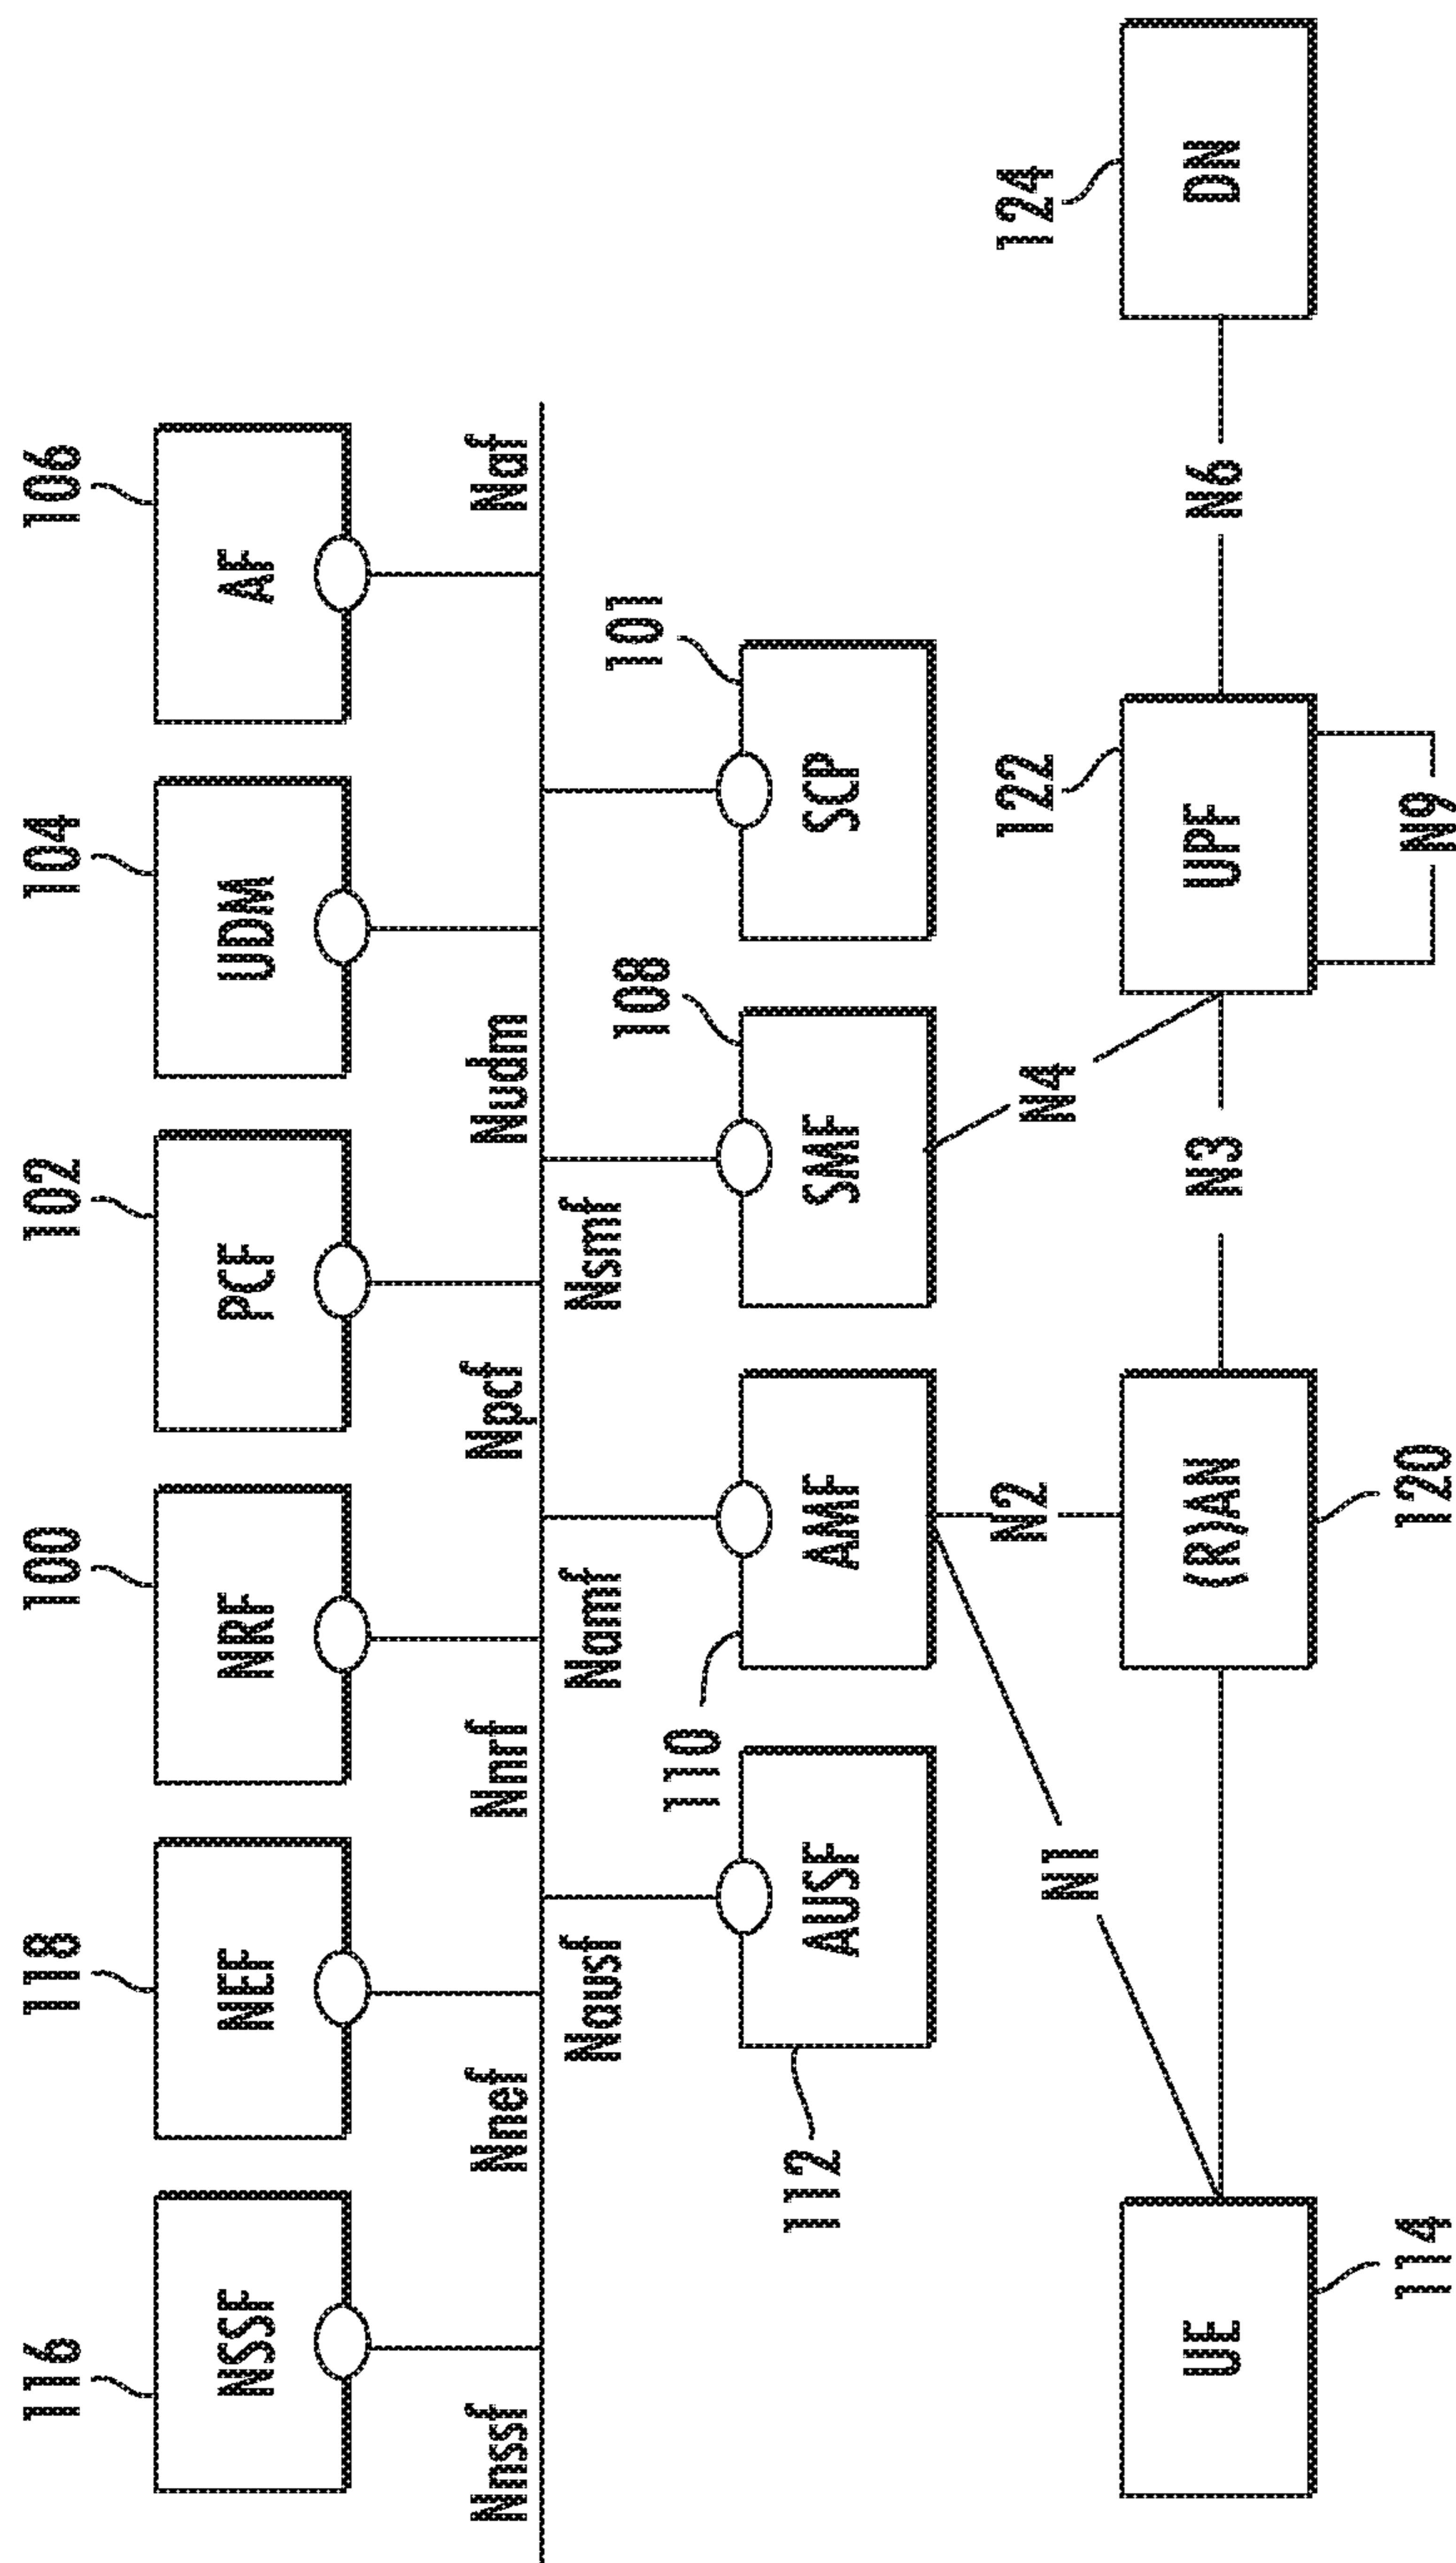 116
118
100
102
104
106
NSSF
NEF
NRF
PCF
UDM
AF
Nnssf
Nnef
Nnrf
Npcf
Nudm
Naf
Nausf
Namf
Nsmf
112
110
108
101
AUSF
AMF
SMF
SCP
N1
N2
N4
122
124
UE
(R)AN
N3
UPF
N6
DN
114
120
N9